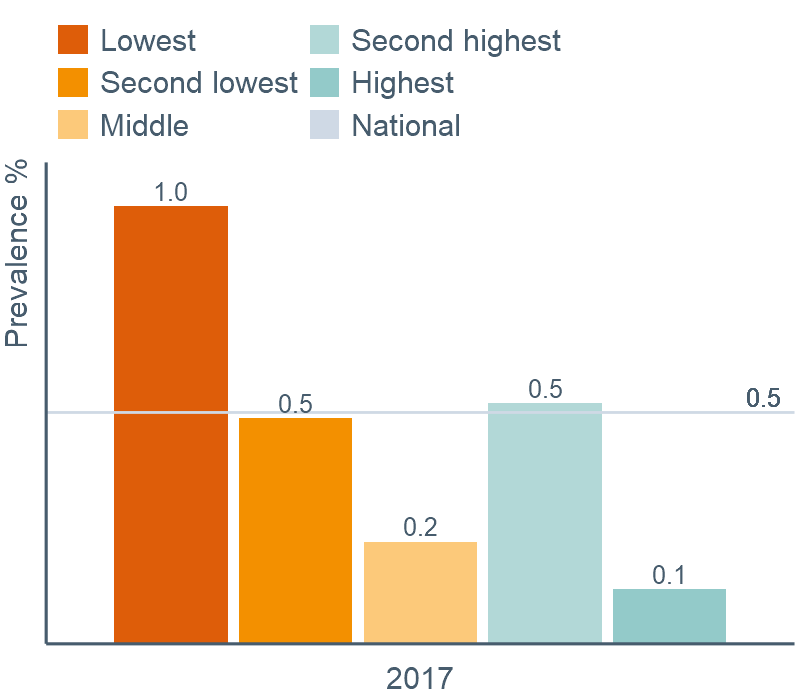 Lowest
Second lowest
Middle
Second highest
Highest
National
Prevalence %
1.0
0.5
0.2
0.5
0.1
0.5
2017